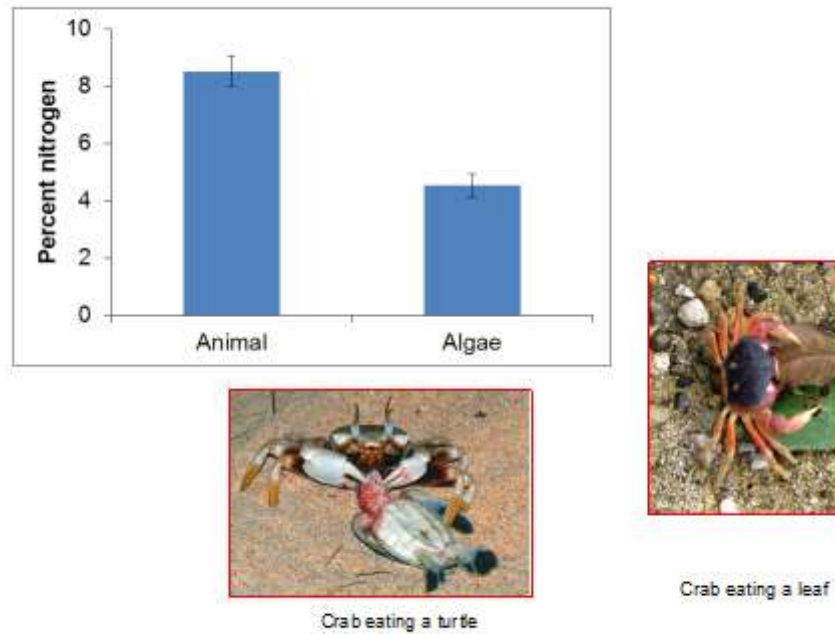 Percent nitrogen
10
8
6
4
2
0
Animal
Algae
Crab eating a turtle
Crab eating a leaf